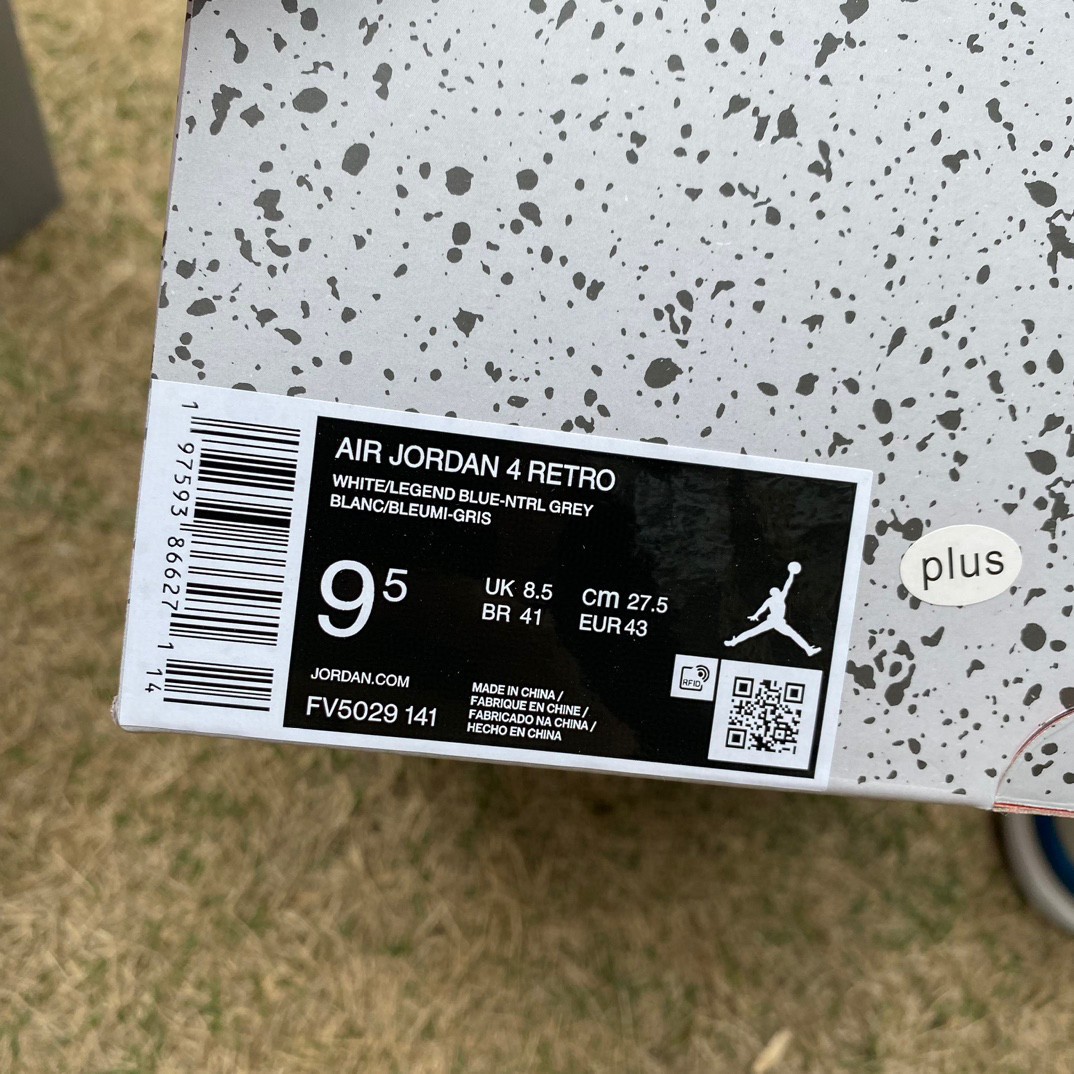 AIR JORDAN 4 RETRO
WHITE/LEGEND BLUE-NTRL GREY
BLANC/BLEUMI-GRIS
9 5
UK 8.5 cm 27.5
BR 41 EUR 43
JORDAN.COM
FV5029 141
MADE IN CHINA /
FABRIQUE EN CHINE /
FABRICADO NA CHINA /
HECHO EN CHINA
RFID
1 97593 86627 1 14
plus